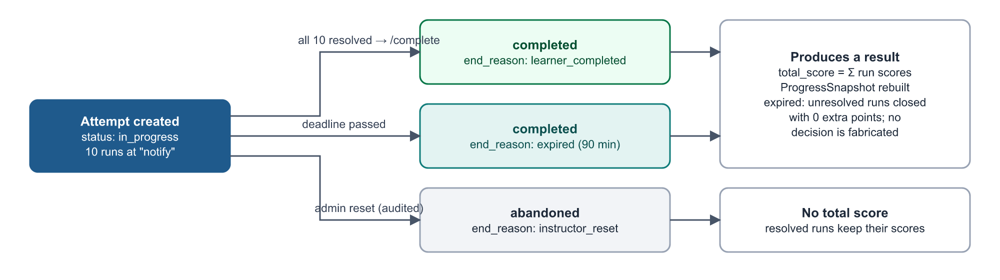 Attempt created
status: in_progress
10 runs at "notify"
all 10 resolved → /complete
completed
end_reason: learner_completed
deadline passed
completed
end_reason: expired (90 min)
admin reset (audited)
abandoned
end_reason: instructor_reset
Produces a result
total_score = Σ run scores
ProgressSnapshot rebuilt
expired: unresolved runs closed
with 0 extra points; no
decision is fabricated
No total score
resolved runs keep their scores